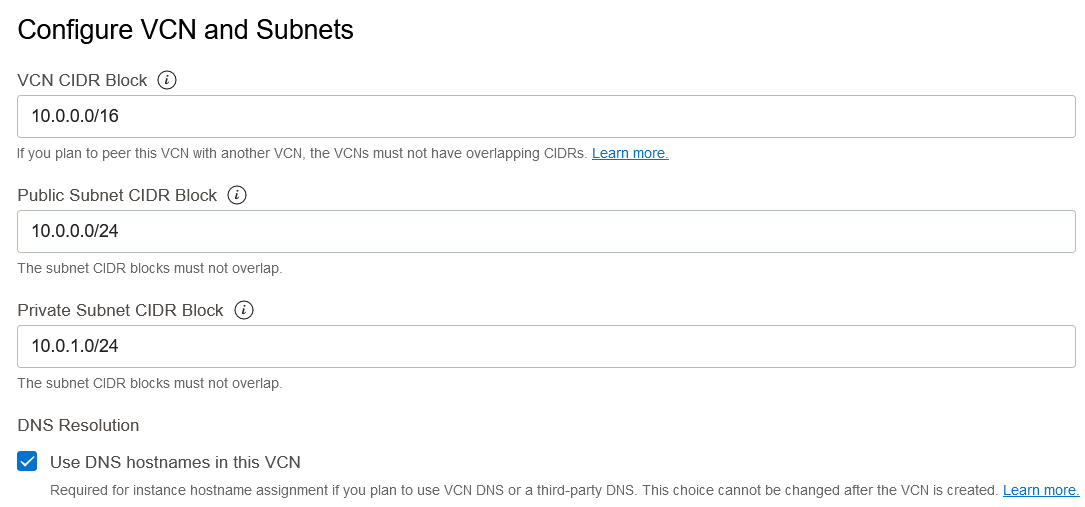 Configure VCN and Subnets
VCN CIDR Block
10.0.0.0/16
If you plan to peer this VCN with another VCN, the VCNs must not have overlapping CIDRs. Learn more.
Public Subnet CIDR Block
10.0.0.0/24
The subnet CIDR blocks must not overlap.
Private Subnet CIDR Block
10.0.1.0/24
The subnet CIDR blocks must not overlap.
DNS Resolution
Use DNS hostnames in this VCN
Required for instance hostname assignment if you plan to use VCN DNS or a third-party DNS. This choice cannot be changed after the VCN is created. Learn more.